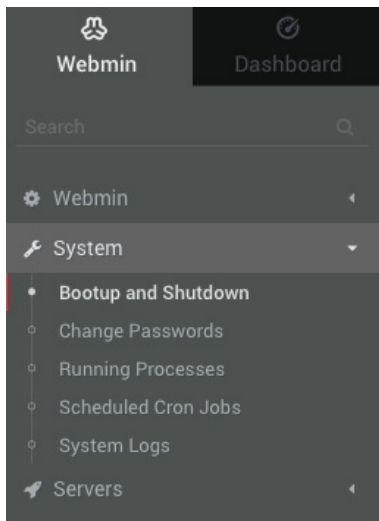 Webmin
Dashboard
Search
Webmin
System
Bootup and Shutdown
Change Passwords
Running Processes
Scheduled Cron Jobs
System Logs
Servers